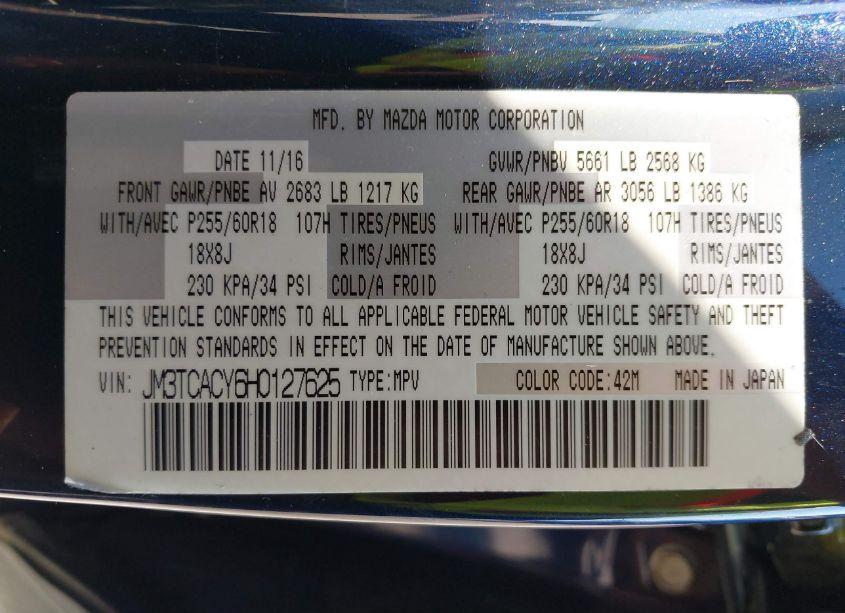 MFD. BY MAZDA MOTOR CORPORATION
DATE 11/16 GVWR/PNBV 5661 LB 2568 KG
FRONT GAWR/PNBE AV 2683 LB 1217 KG REAR GAWR/PNBE AR 3056 LB 1386 KG
WITH/AVEC P255/60R18 107H TIRES/PNEUS WITH/AVEC P255/60R18 107H TIRES/PNEUS
18X8J RIMS/JANTES 18X8J RIMS/JANTES
230 KPA/34 PSI COLD/A FROID 230 KPA/34 PSI COLD/A FROID
THIS VEHICLE CONFORMS TO ALL APPLICABLE FEDERAL MOTOR VEHICLE SAFETY AND THEFT
PREVENTION STANDARDS IN EFFECT ON THE DATE OF MANUFACTURE SHOWN ABOVE.
VIN: JM3TCACY6H0127625 TYPE:MPV COLOR CODE:42M MADE IN JAPAN